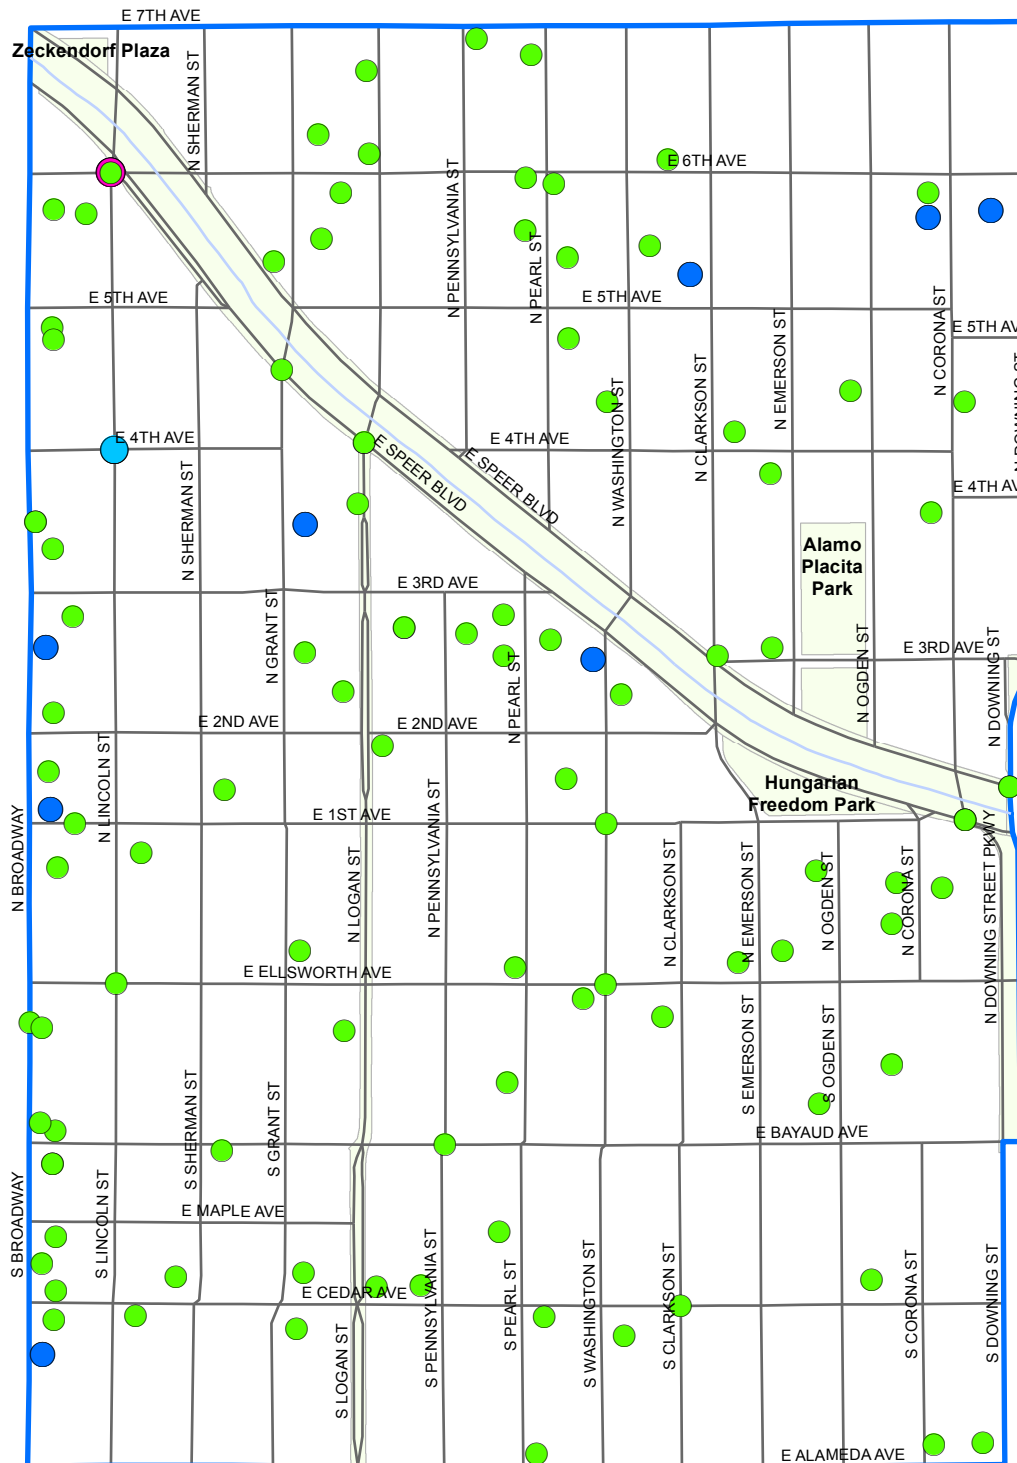 E 7TH AVE
Zeckendorf Plaza
N SHERMAN ST
E 6TH AVE
N PENNSYLVANIA ST
N PEARL ST
E 5TH AVE
E 5TH AVE
N CORONA ST
E 5TH AV
N EMERSON ST
N CLARKSON ST
N WASHINGTON ST
E 4TH AVE
E SPEER BLVD
E SPEER BLVD
E 4TH AVE
N DOWNING ST
E 4TH AV
N SHERMAN ST
Alamo
Placita
Park
E 3RD AVE
N GRANT ST
N PEARL ST
N OGDEN ST
E 3RD AVE
N DOWNING ST
E 2ND AVE
E 2ND AVE
N LINCOLN ST
Hungarian
Freedom Park
E 1ST AVE
N BROADWAY
N LOGAN ST
N PENNSYLVANIA ST
N CLARKSON ST
N EMERSON ST
N OGDEN ST
N CORONA ST
N DOWNING STREET PKWY
E ELLSWORTH AVE
S EMERSON ST
S OGDEN ST
S SHERMAN ST
S GRANT ST
E BAYAUD AVE
S BROADWAY
S LINCOLN ST
E MAPLE AVE
S PENNSYLVANIA ST
S PEARL ST
S WASHINGTON ST
S CLARKSON ST
S CORONA ST
S DOWNING ST
E CEDAR AVE
S LOGAN ST
E ALAMEDA AVE